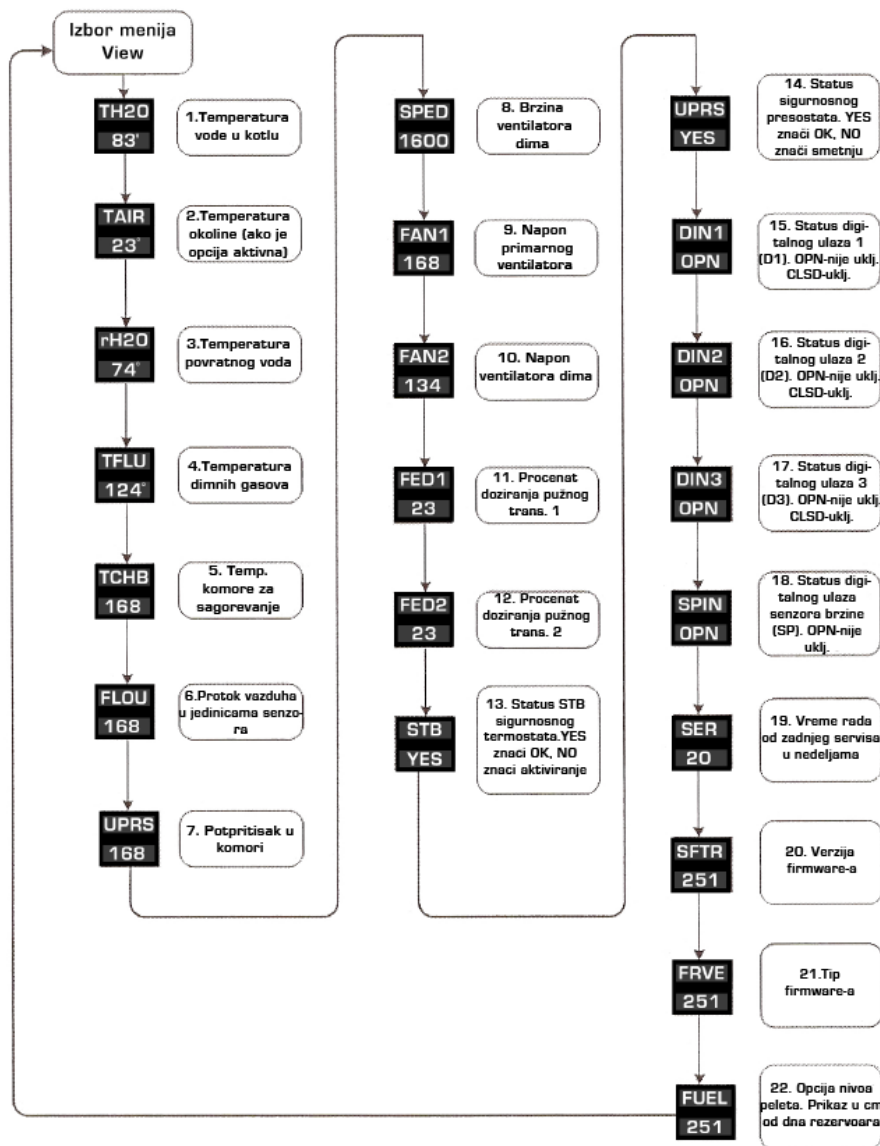 Izbor menija
View
TH20
83'
1.Temperatura
vode u kotlu
TAIR
23°
2.Temperatura
okoline (ako je
opcija aktivna)
rH20
74°
3.Temperatura
povratnog voda
TFLU
124°
4.Temperatura
dimnih gasova
TCHB
168
5. Temp.
komore za
sagorevanje
FLOU
168
6.Protok vazduha
u jedinicama senzo-
ra
UPRS
168
7. Potpritisak u
komori
SPED
1600
8. Brzina
ventilatora
dima
FAN1
168
9. Napon
primarnog
ventilatora
FAN2
134
10. Napon
ventilatora dima
FED1
23
11. Procenat
doziranja pužnog
trans. 1
FED2
23
12. Procenat
doziranja pužnog
trans. 2
STB
YES
13. Status STB
sigurnosnog
termostata.YES
znaci OK, NO
znaci aktiviranje
UPRS
YES
14. Status
sigurnosnog
presostata. YES
znači OK, NO
znači smetnju
DIN1
OPN
15. Status digi-
talnog ulaza 1
(D1). OPN-nije uklj.
CLSD-uklj.
DIN2
OPN
16. Status digi-
talnog ulaza 2
(D2). OPN-nije uklj.
CLSD-uklj.
DIN3
OPN
17. Status digi-
talnog ulaza 3
(D3). OPN-nije uklj.
CLSD-uklj.
SPIN
OPN
18. Status digi-
talnog ulaza
senzora brzine
(SP). OPN-nije
uklj.
SER
20
19. Vreme rada
od zadnjeg servisa
u nedeljama
SFTR
251
20. Verzija
firmware-a
FRVE
251
21.Tip
firmware-a
FUEL
251
22. Opcija nivoa
peleta. Prikaz u cm
od dna rezervoara